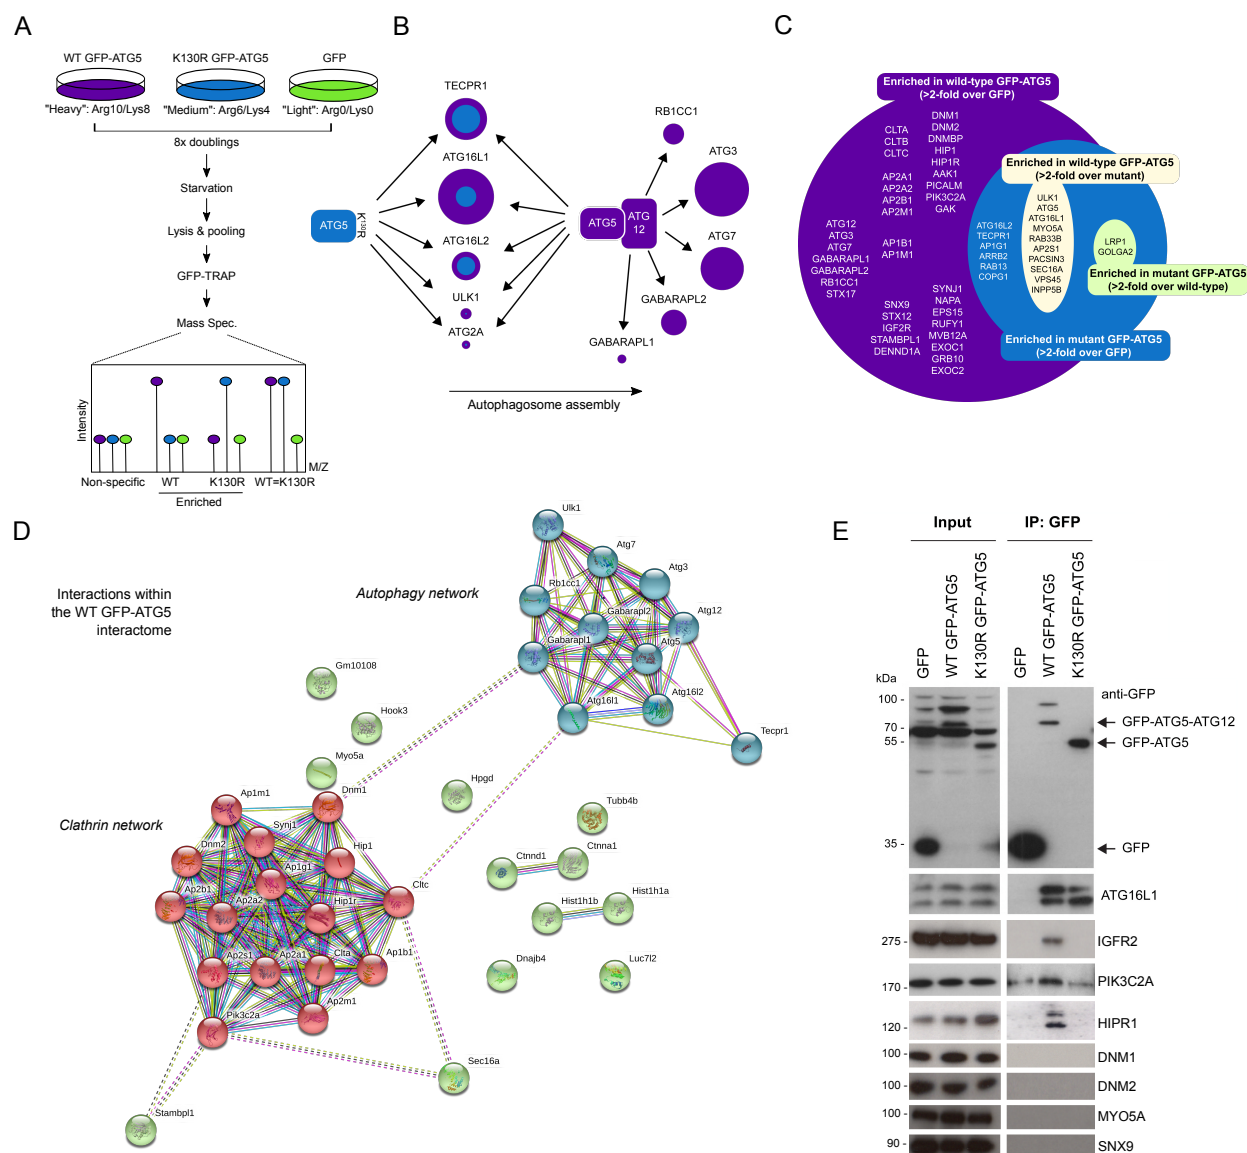 A
WT GFP-ATG5
K130R GFP-ATG5
GFP
"Heavy": Arg10/Lys8
"Medium": Arg6/Lys4
"Light": Arg0/Lys0
8x doublings
Starvation
Lysis & pooling
GFP-TRAP
Mass Spec.
Intensity
M/Z
Non-specific
WT
K130R
WT=K130R
Enriched
B
TECPR1
ATG16L1
ATG5
K130R
ATG16L2
ULK1
ATG2A
ATG5
ATG
12
RB1CC1
ATG3
ATG7
GABARAPL2
GABARAPL1
Autophagosome assembly
C
Enriched in wild-type GFP-ATG5
(>2-fold over GFP)
CLTA
CLTB
CLTC
AP2A1
AP2A2
AP2B1
AP2M1
DNM1
DNM2
DNMBP
HIP1
HIP1R
AAK1
PICALM
PIK3C2A
GAK
ATG12
ATG3
ATG7
GABARAPL1
GABARAPL2
RB1CC1
STX17
AP1B1
AP1M1
SNX9
STX12
IGF2R
STAMBPL1
DENND1A
SYNJ1
NAPA
EPS15
RUFY1
MVB12A
EXOC1
GRB10
EXOC2
Enriched in wild-type GFP-ATG5
(>2-fold over mutant)
ATG16L2
TECPR1
AP1G1
ARRB2
RAB13
COPG1
ULK1
ATG5
ATG16L1
MYO5A
RAB33B
AP2S1
PACSIN3
SEC16A
VPS45
INPP5B
LRP1
GOLGA2
Enriched in mutant GFP-ATG5
(>2-fold over wild-type)
Enriched in mutant GFP-ATG5
(>2-fold over GFP)
D
Interactions within
the WT GFP-ATG5
interactome
Autophagy network
Ulk1
Atg7
Rb1cc1
Atg3
Gabarapl2
Atg12
Gabarapl1
Atg5
Atg16l1
Atg16l2
Tecpr1
Gm10108
Hook3
Myo5a
Hpgd
Tubb4b
Ctnnd1
Ctnna1
Hist1h1b
Hist1h1a
Dnajb4
Luc7l2
Clathrin network
Ap1m1
Dnm1
Synj1
Dnm2
Hip1
Ap1g1
Cltc
Ap2b1
Ap2a2
Hip1r
Ap2s1
Ap2a1
Clta
Ap1b1
Ap2m1
Pik3c2a
Sec16a
Stambpl1
E
Input
IP: GFP
GFP
WT GFP-ATG5
K130R GFP-ATG5
GFP
WT GFP-ATG5
K130R GFP-ATG5
kDa
100 -
70 -
55 -
35 -
anti-GFP
GFP-ATG5-ATG12
GFP-ATG5
GFP
ATG16L1
275 -
IGFR2
170 -
PIK3C2A
120 -
HIPR1
100 -
DNM1
100 -
DNM2
100 -
MYO5A
90 -
SNX9